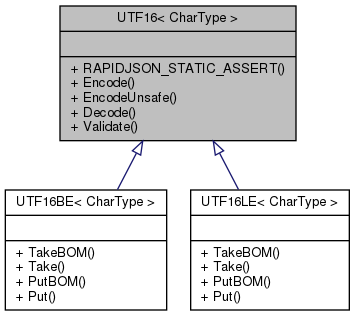 UTF16< CharType >
+ RAPIDJSON_STATIC_ASSERT()
+ Encode()
+ EncodeUnsafe()
+ Decode()
+ Validate()
UTF16BE< CharType >
+ TakeBOM()
+ Take()
+ PutBOM()
+ Put()
UTF16LE< CharType >
+ TakeBOM()
+ Take()
+ PutBOM()
+ Put()